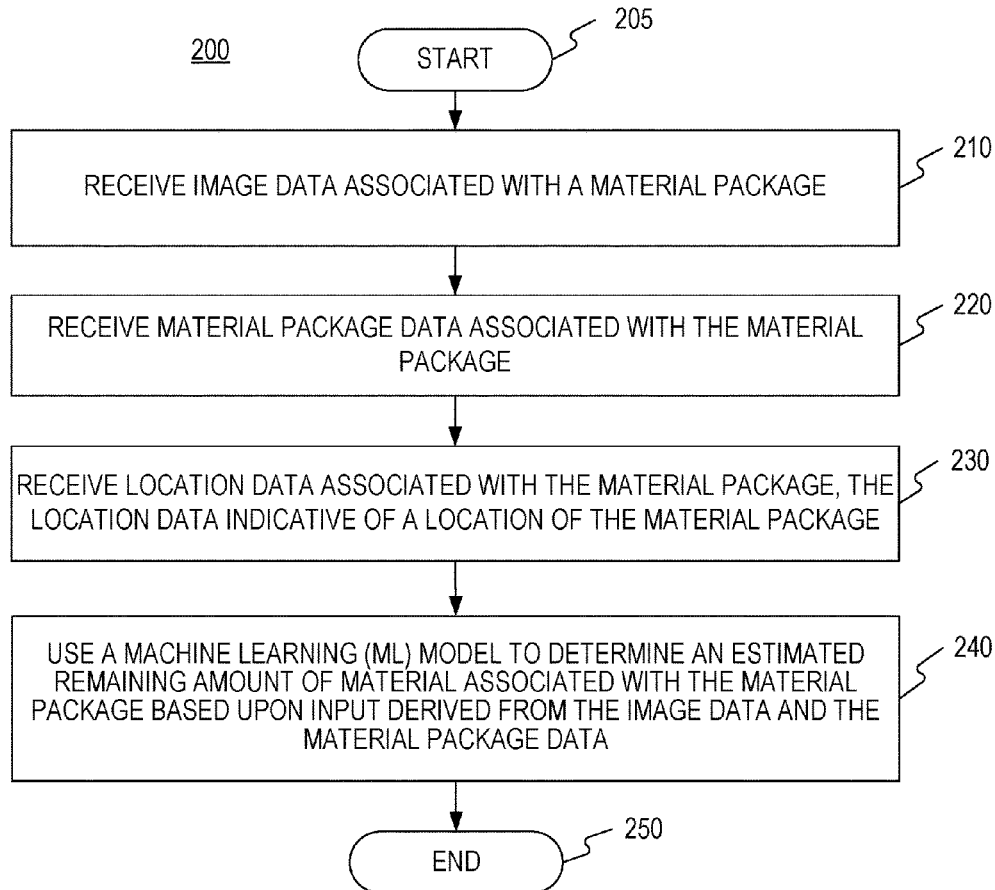 200
START
205
RECEIVE IMAGE DATA ASSOCIATED WITH A MATERIAL PACKAGE
210
RECEIVE MATERIAL PACKAGE DATA ASSOCIATED WITH THE MATERIAL
PACKAGE
220
RECEIVE LOCATION DATA ASSOCIATED WITH THE MATERIAL PACKAGE, THE
LOCATION DATA INDICATIVE OF A LOCATION OF THE MATERIAL PACKAGE
230
USE A MACHINE LEARNING (ML) MODEL TO DETERMINE AN ESTIMATED
REMAINING AMOUNT OF MATERIAL ASSOCIATED WITH THE MATERIAL
PACKAGE BASED UPON INPUT DERIVED FROM THE IMAGE DATA AND THE
MATERIAL PACKAGE DATA
240
END
250